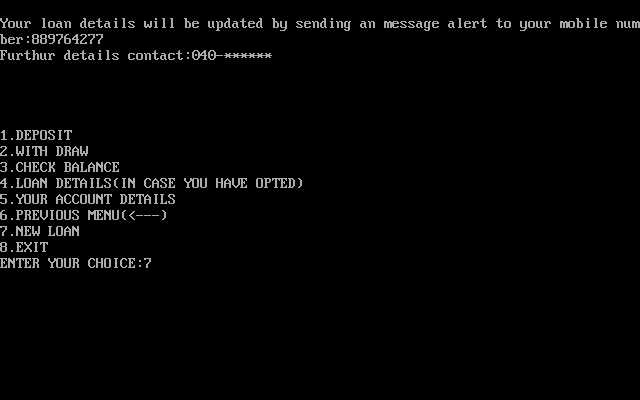 Your loan details will be updated by sending an message alert to your mobile num
ber:889764277
Furthur details contact:040-******
1.DEPOSIT
2.WITH DRAW
3.CHECK BALANCE
4.LOAN DETAILS(IN CASE YOU HAVE OPTED)
5.YOUR ACCOUNT DETAILS
6.PREVIOUS MENU(<---)
7.NEW LOAN
8.EXIT
ENTER YOUR CHOICE:7